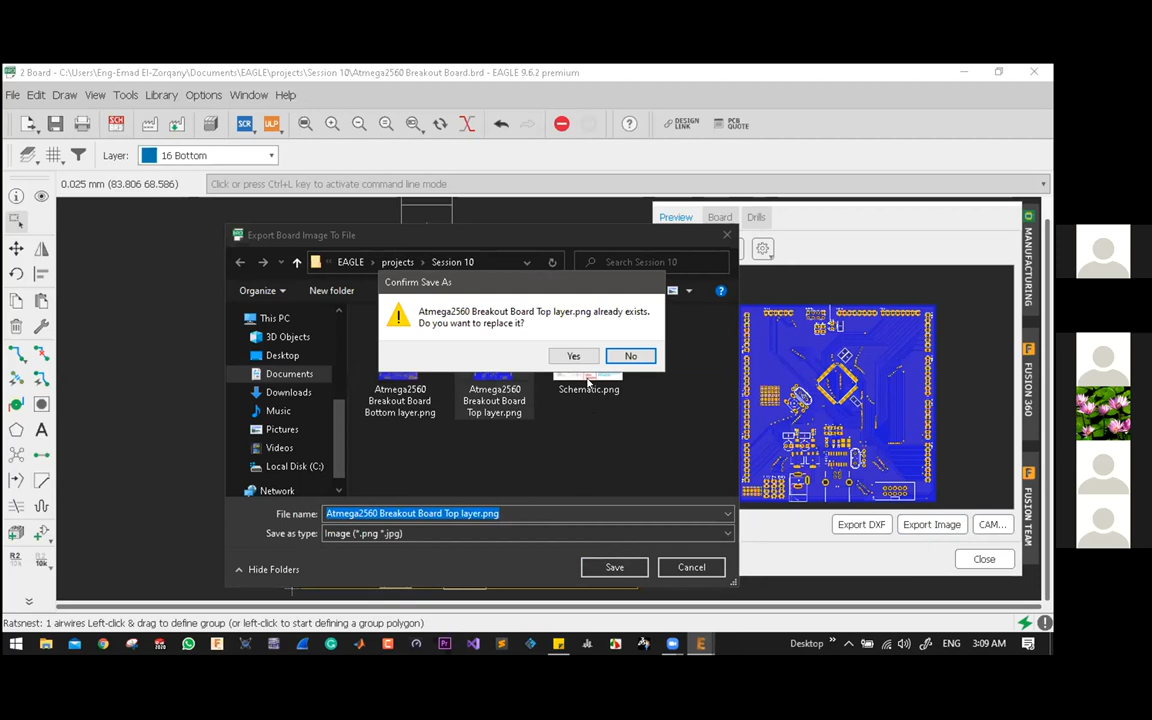 2 Board - C:\Users\Eng-Emad El-Zorqany\Documents\EAGLE\projects\Session 10\Atmega2560 Breakout Board.brd - EAGLE 9.6.2 premium
File Edit Draw View Tools Library Options Window Help
SCH
SCR
ULP
DESIGN LINK
PCB QUOTE
Layer: 16 Bottom
0.025 mm (83.806 68.586)
Click or press Ctrl+L key to activate command line mode
Export Board Image To File
EAGLE > projects > Session 10
Search Session 10
Organize
New folder
This PC
3D Objects
Desktop
Documents
Downloads
Music
Pictures
Videos
Local Disk (C:)
Network
Confirm Save As
Atmega2560 Breakout Board Top layer.png already exists.
Do you want to replace it?
Yes
No
Atmega2560
Breakout Board
Bottom layer.png
Atmega2560
Breakout Board
Top layer.png
Schematic.png
File name: Atmega2560 Breakout Board Top layer.png
Save as type: Image (*.png *.jpg)
Hide Folders
Save
Cancel
Preview
Board
Drills
Export DXF
Export Image
CAM...
Close
MANUFACTURING
FUSION 360
FUSION TEAM
R2
10k
R2
10k
Ratsnest: 1 airwires Left-click & drag to define group (or left-click to start defining a group polygon)
Desktop
ENG
3:09 AM